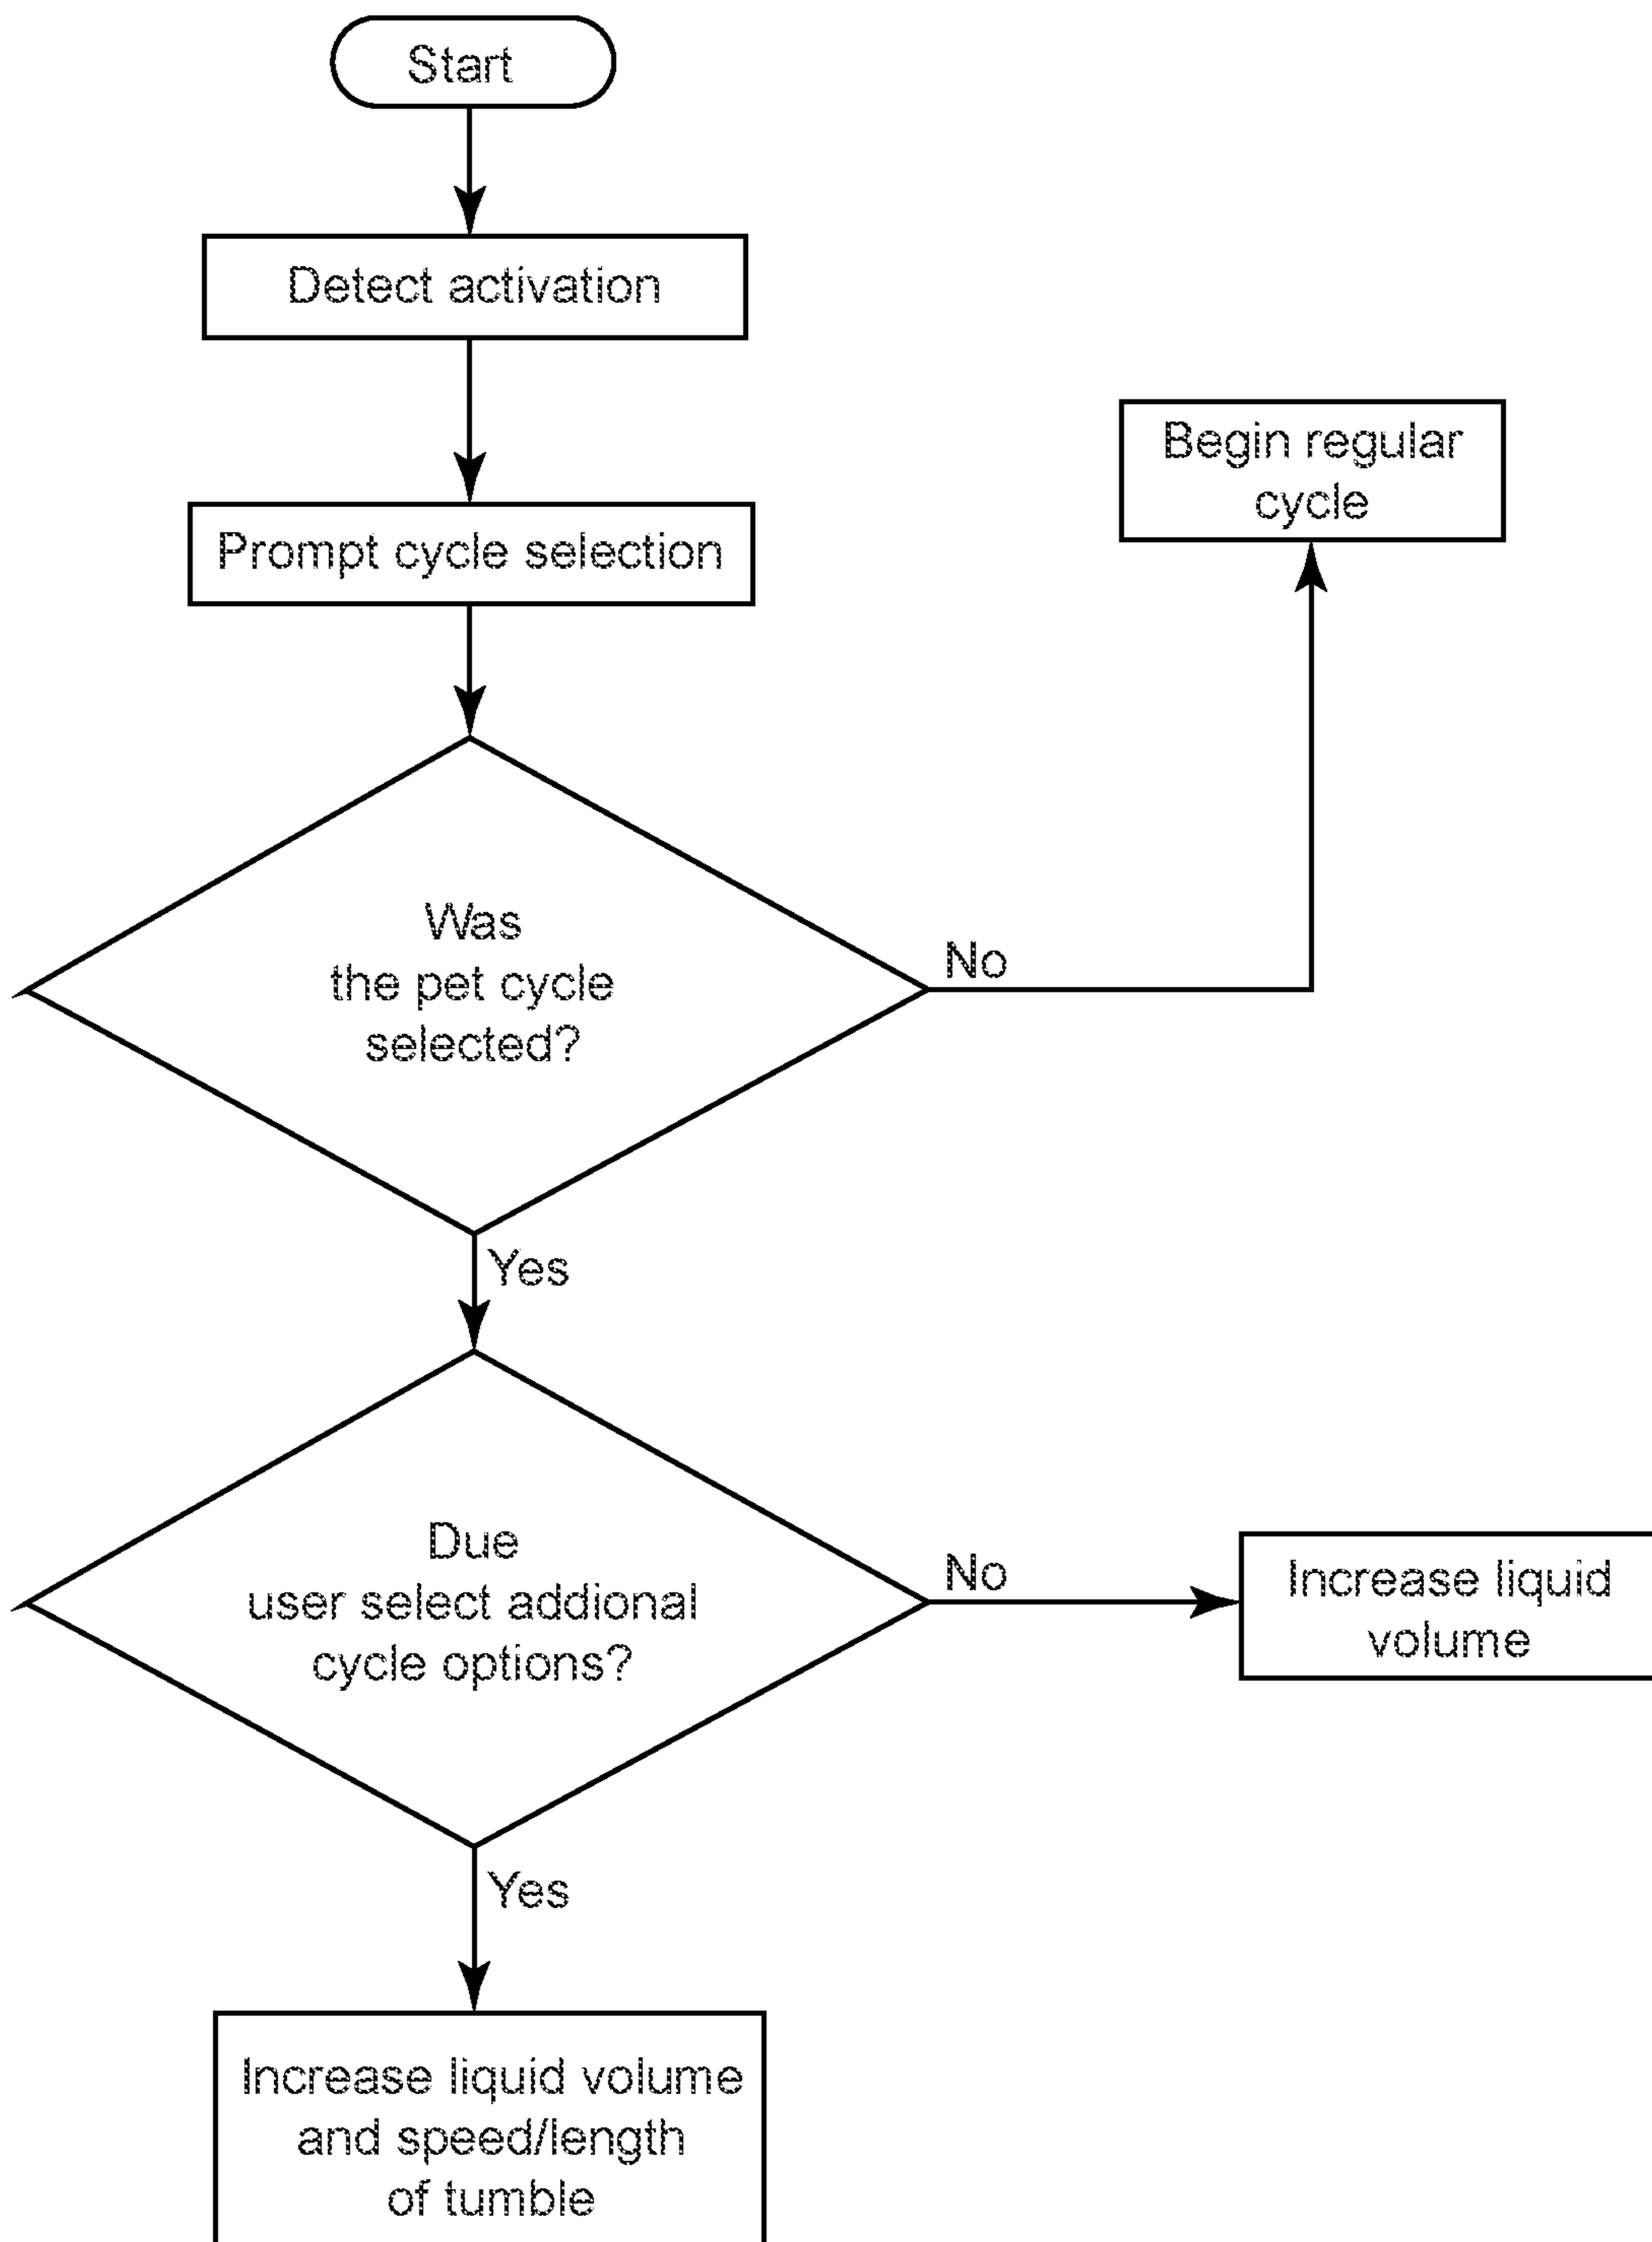 Start
Detect activation
Begin regular
cycle
Prompt cycle selection
Was
the pet cycle
selected?
No
Yes
Due
user select addional
cycle options?
No
Increase liquid
volume
Yes
Increase liquid volume
and speed/length
of tumble